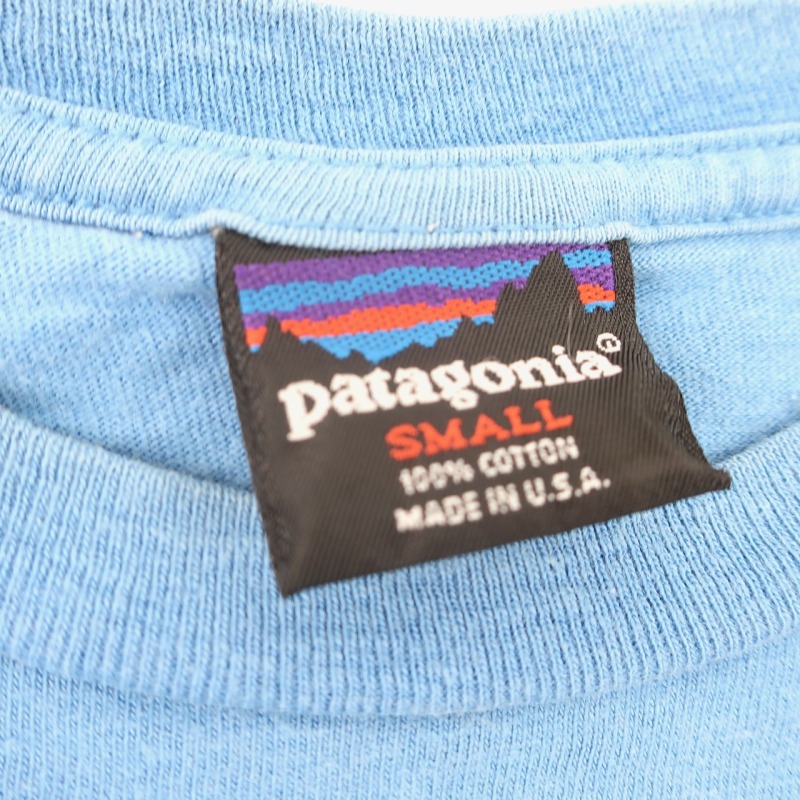 patagonia®
SMALL
100% COTTON
MADE IN U.S.A.